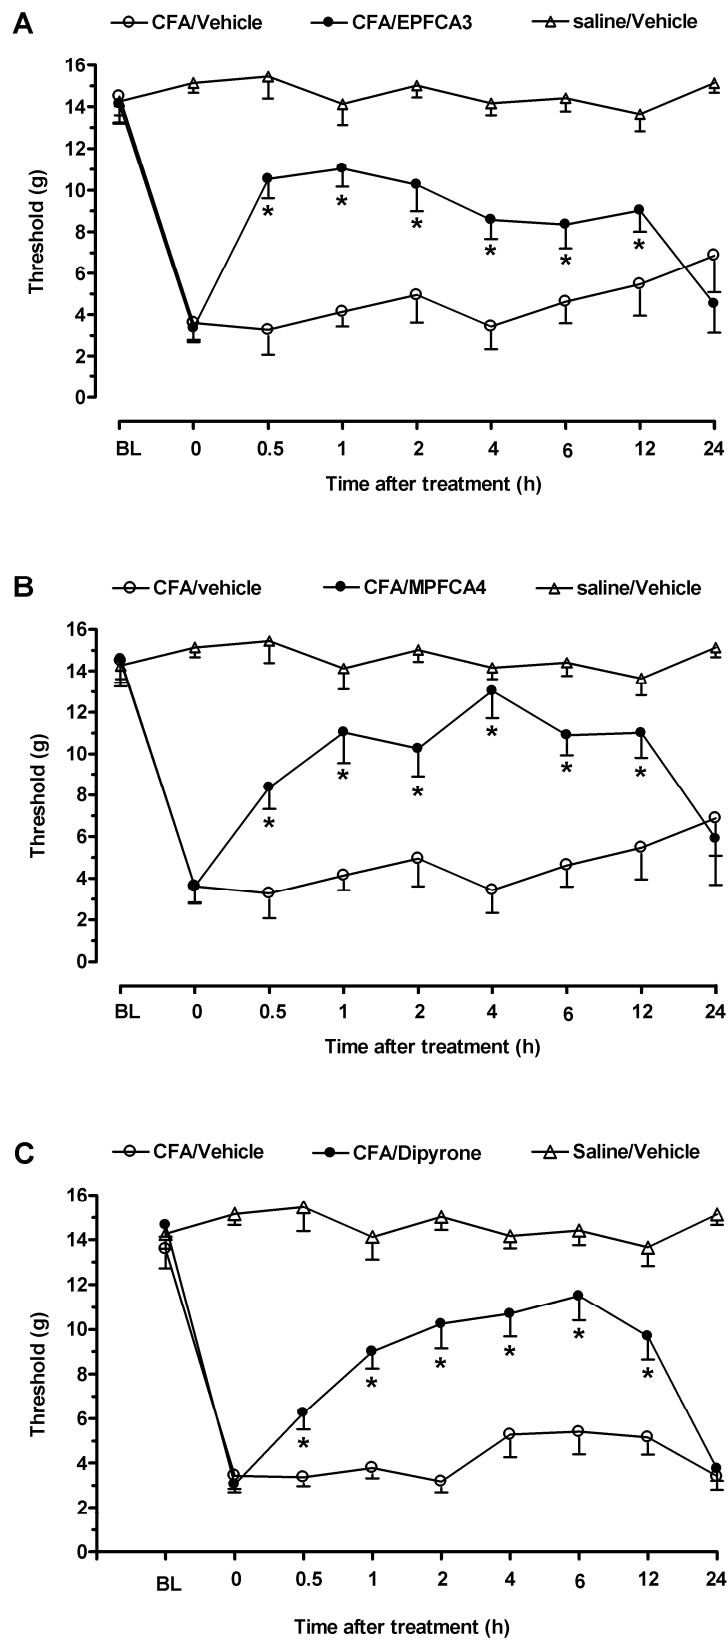 A
CFA/Vehicle CFA/EPFCA3 saline/Vehicle
Threshold (g)
16
14
12
10
8
6
4
2
0
BL 0 0.5 1 2 4 6 12 24
Time after treatment (h)
* * * * * * *
B
CFA/vehicle CFA/MPFCA4 saline/Vehicle
Threshold (g)
16
14
12
10
8
6
4
2
0
BL 0 0.5 1 2 4 6 12 24
Time after treatment (h)
* * * * * * *
C
CFA/Vehicle CFA/Dipyrone Saline/Vehicle
Threshold (g)
16
14
12
10
8
6
4
2
0
BL 0 0.5 1 2 4 6 12 24
Time after treatment (h)
* * * * * * *